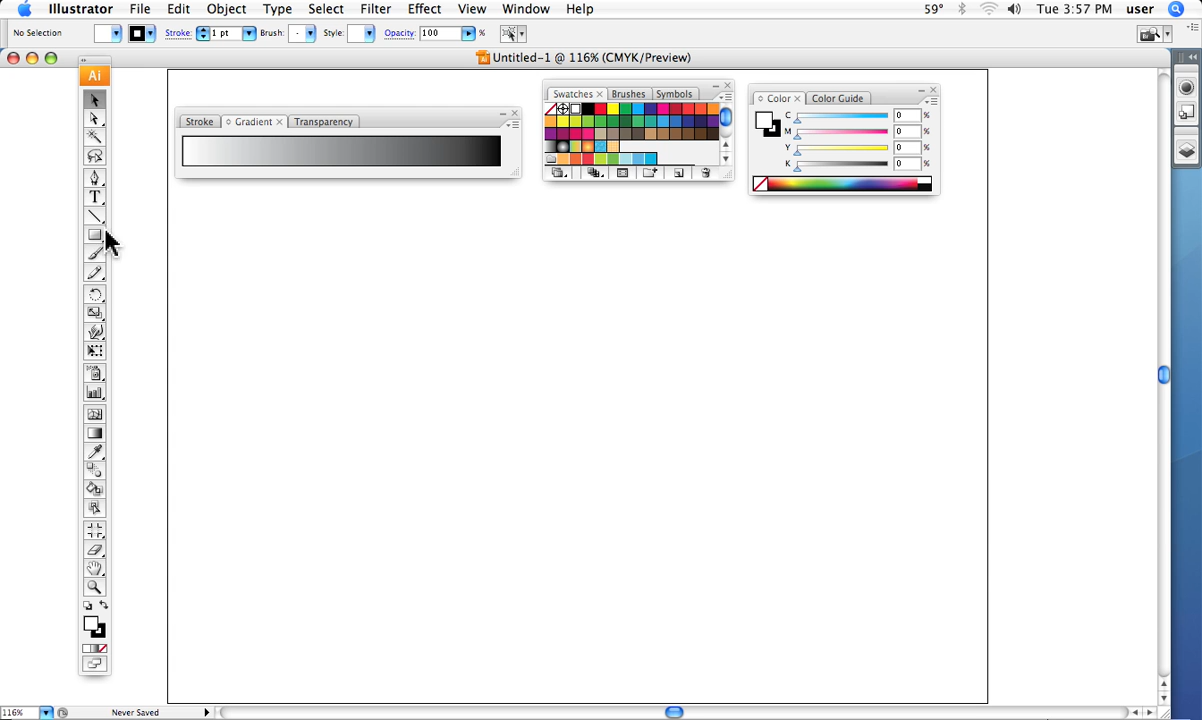 Illustrator File Edit Object Type Select Filter Effect View Window Help 59° Tue 3:57 PM user
No Selection Stroke: 1 pt Brush: Style: Opacity: 100 %
Untitled-1 @ 116% (CMYK/Preview)
Ai
Stroke Gradient Transparency
Swatches Brushes Symbols
Color Color Guide
C 0 %
M 0 %
Y 0 %
K 0 %
T
116% Never Saved